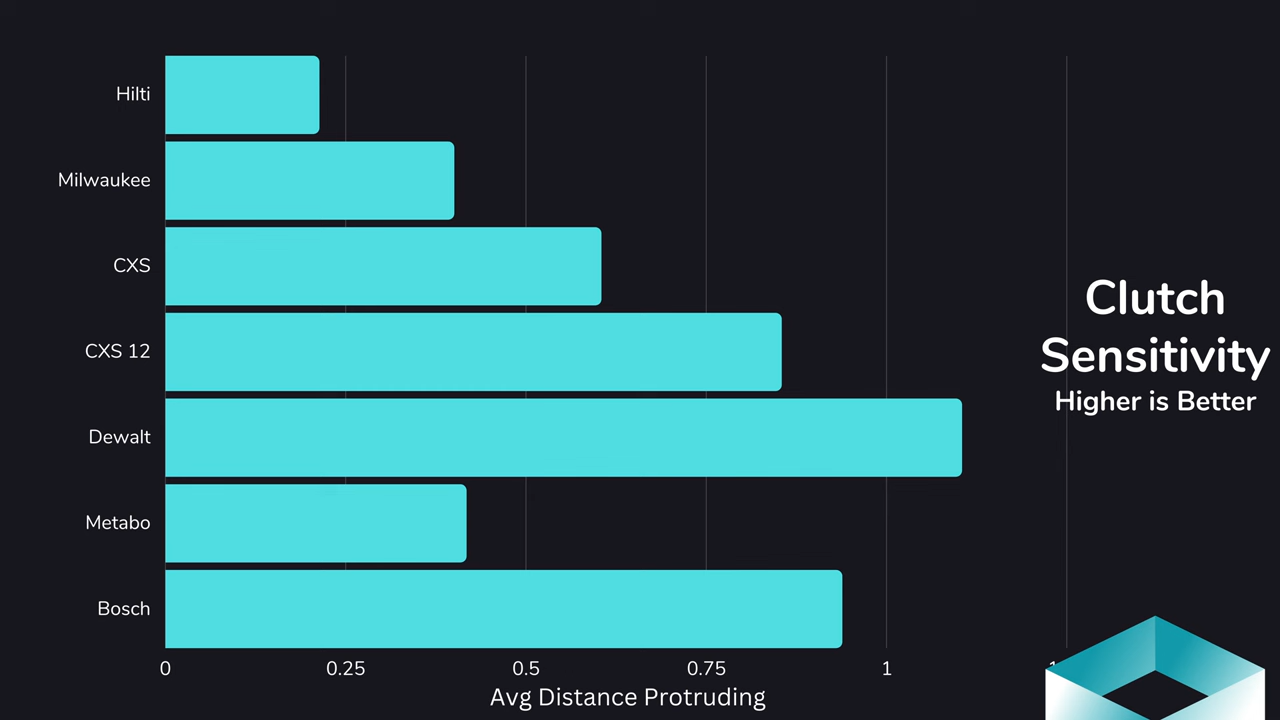 Hilti
Milwaukee
CXS
CXS 12
Dewalt
Metabo
Bosch
0 0.25 0.5 0.75 1
Avg Distance Protruding
Clutch
Sensitivity
Higher is Better